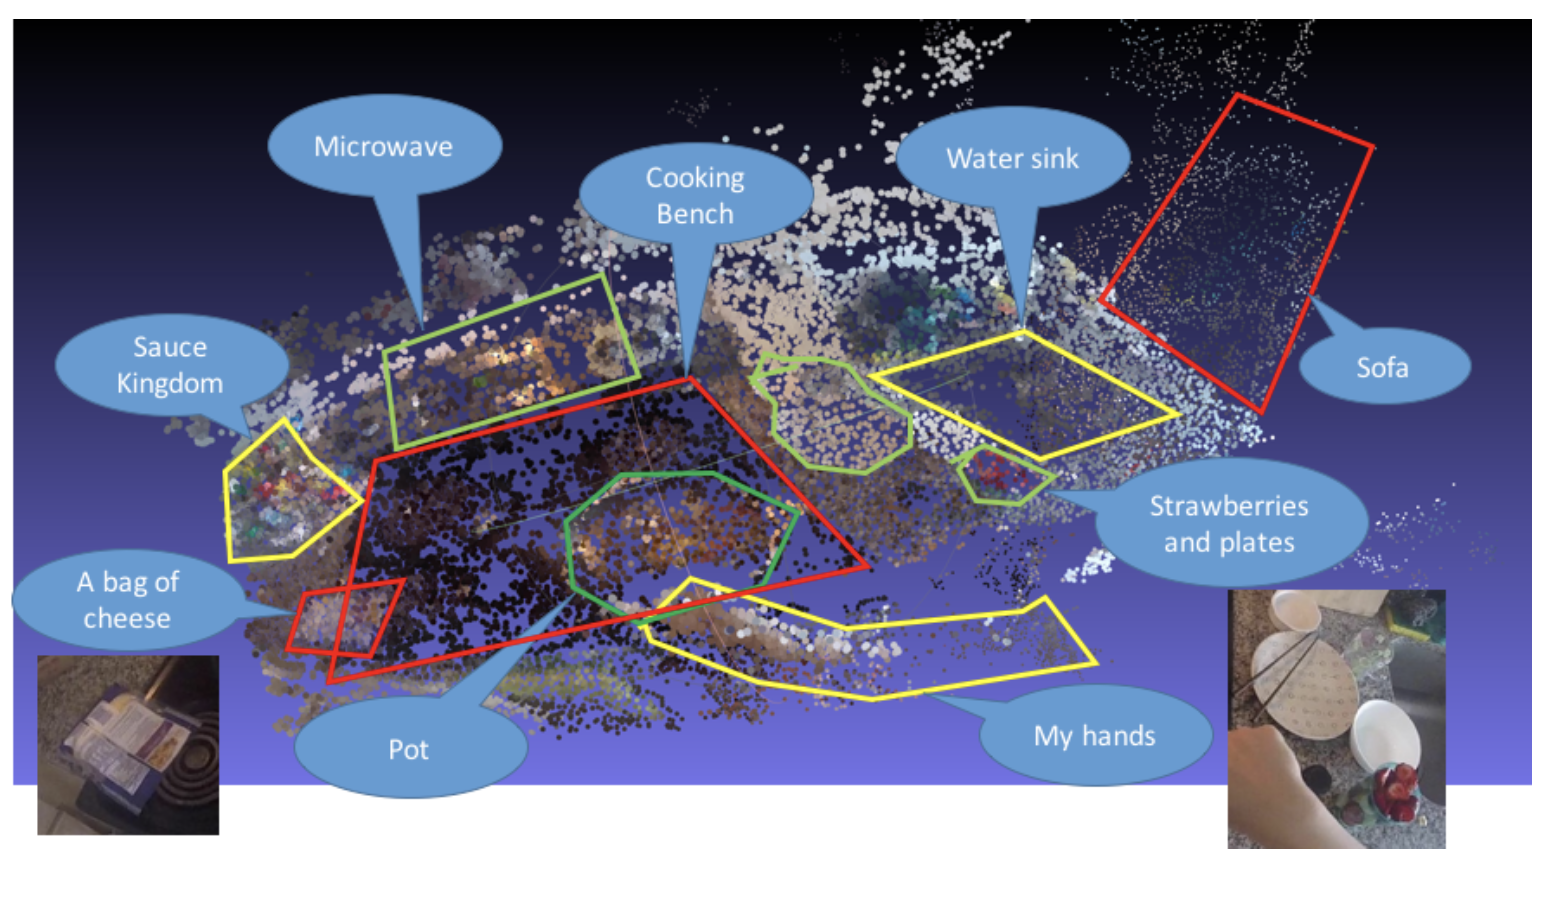 Microwave
Cooking
Bench
Water sink
Sauce
Kingdom
Sofa
Strawberries
and plates
A bag of
cheese
Pot
My hands